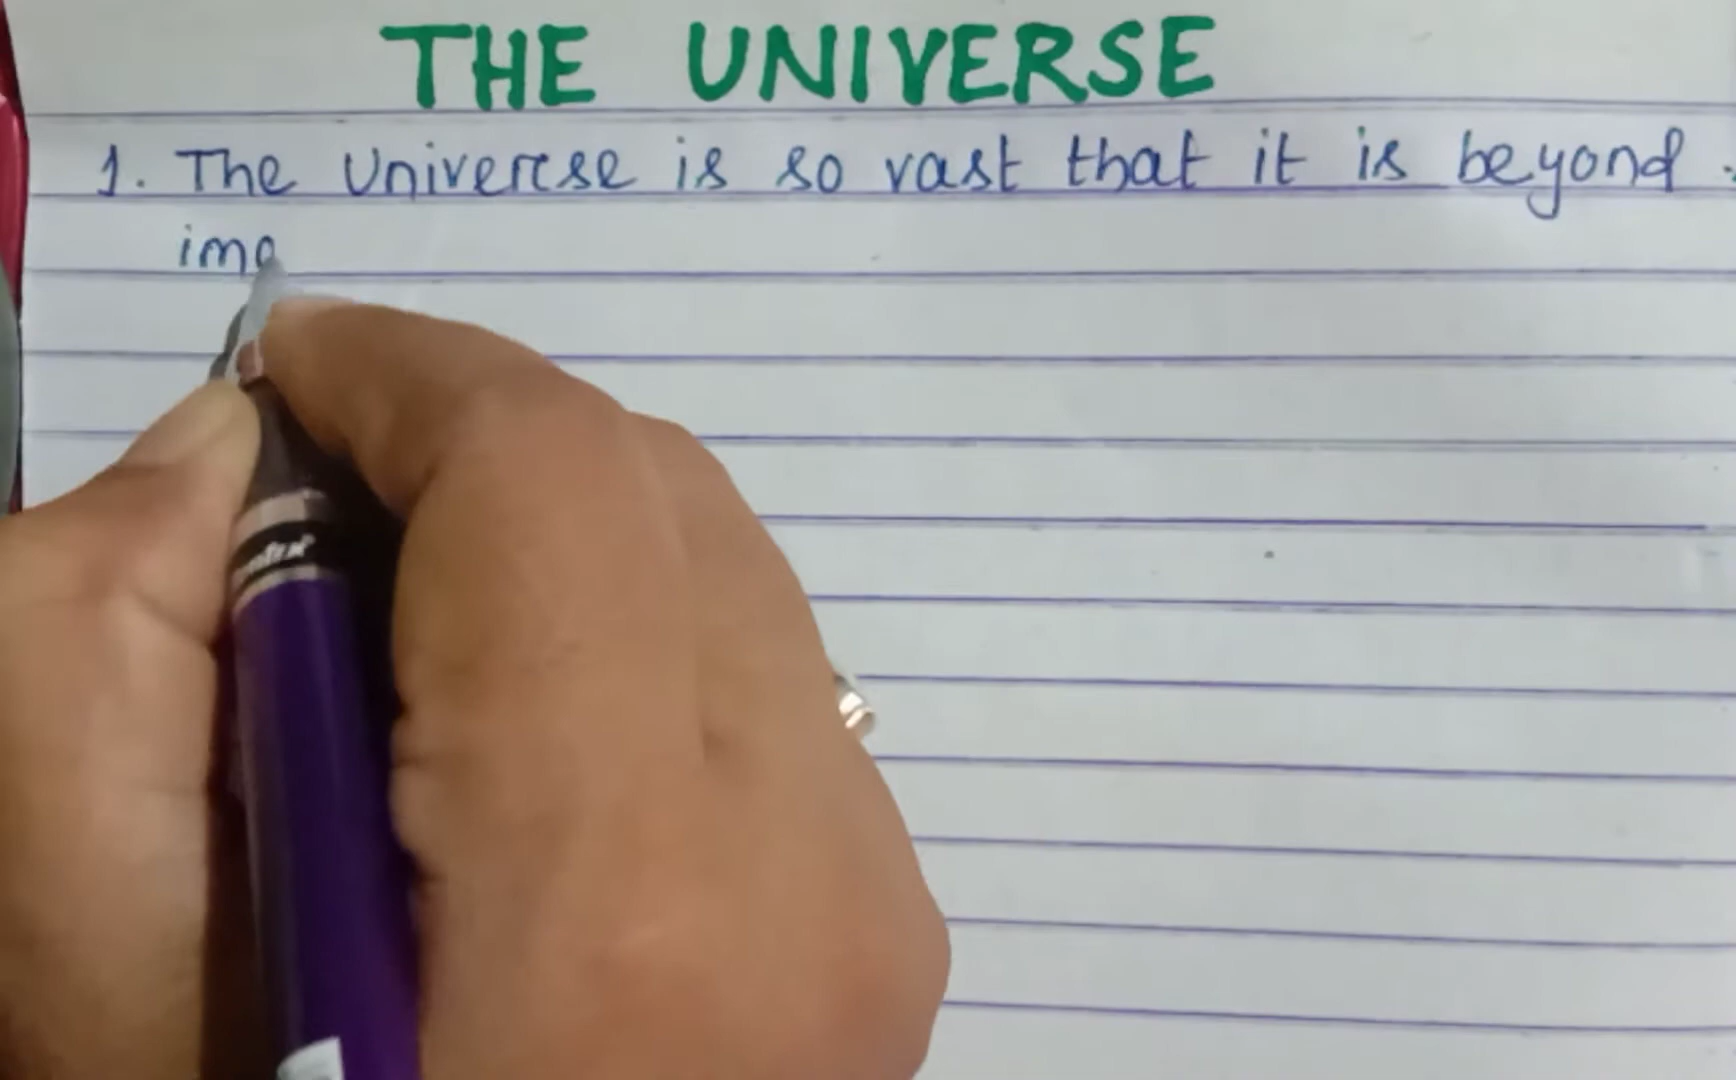 THE UNIVERSE
1. The Universe is so vast that it is beyond
ima